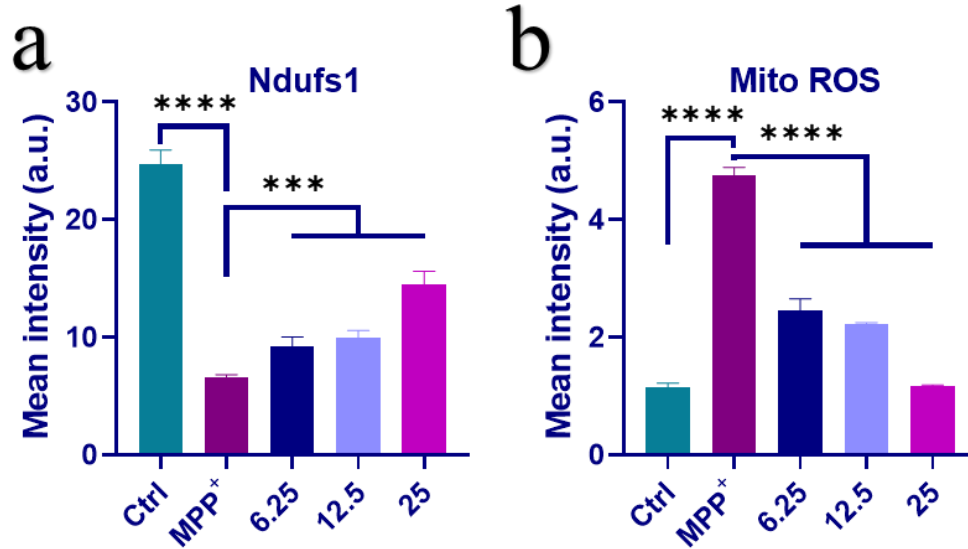 a
Ndufs1
Mean intensity (a.u.)
30
20
10
0
****
***
Ctrl
MPP⁺
6.25
12.5
25
b
Mito ROS
Mean intensity (a.u.)
6
4
2
0
****
****
Ctrl
MPP⁺
6.25
12.5
25